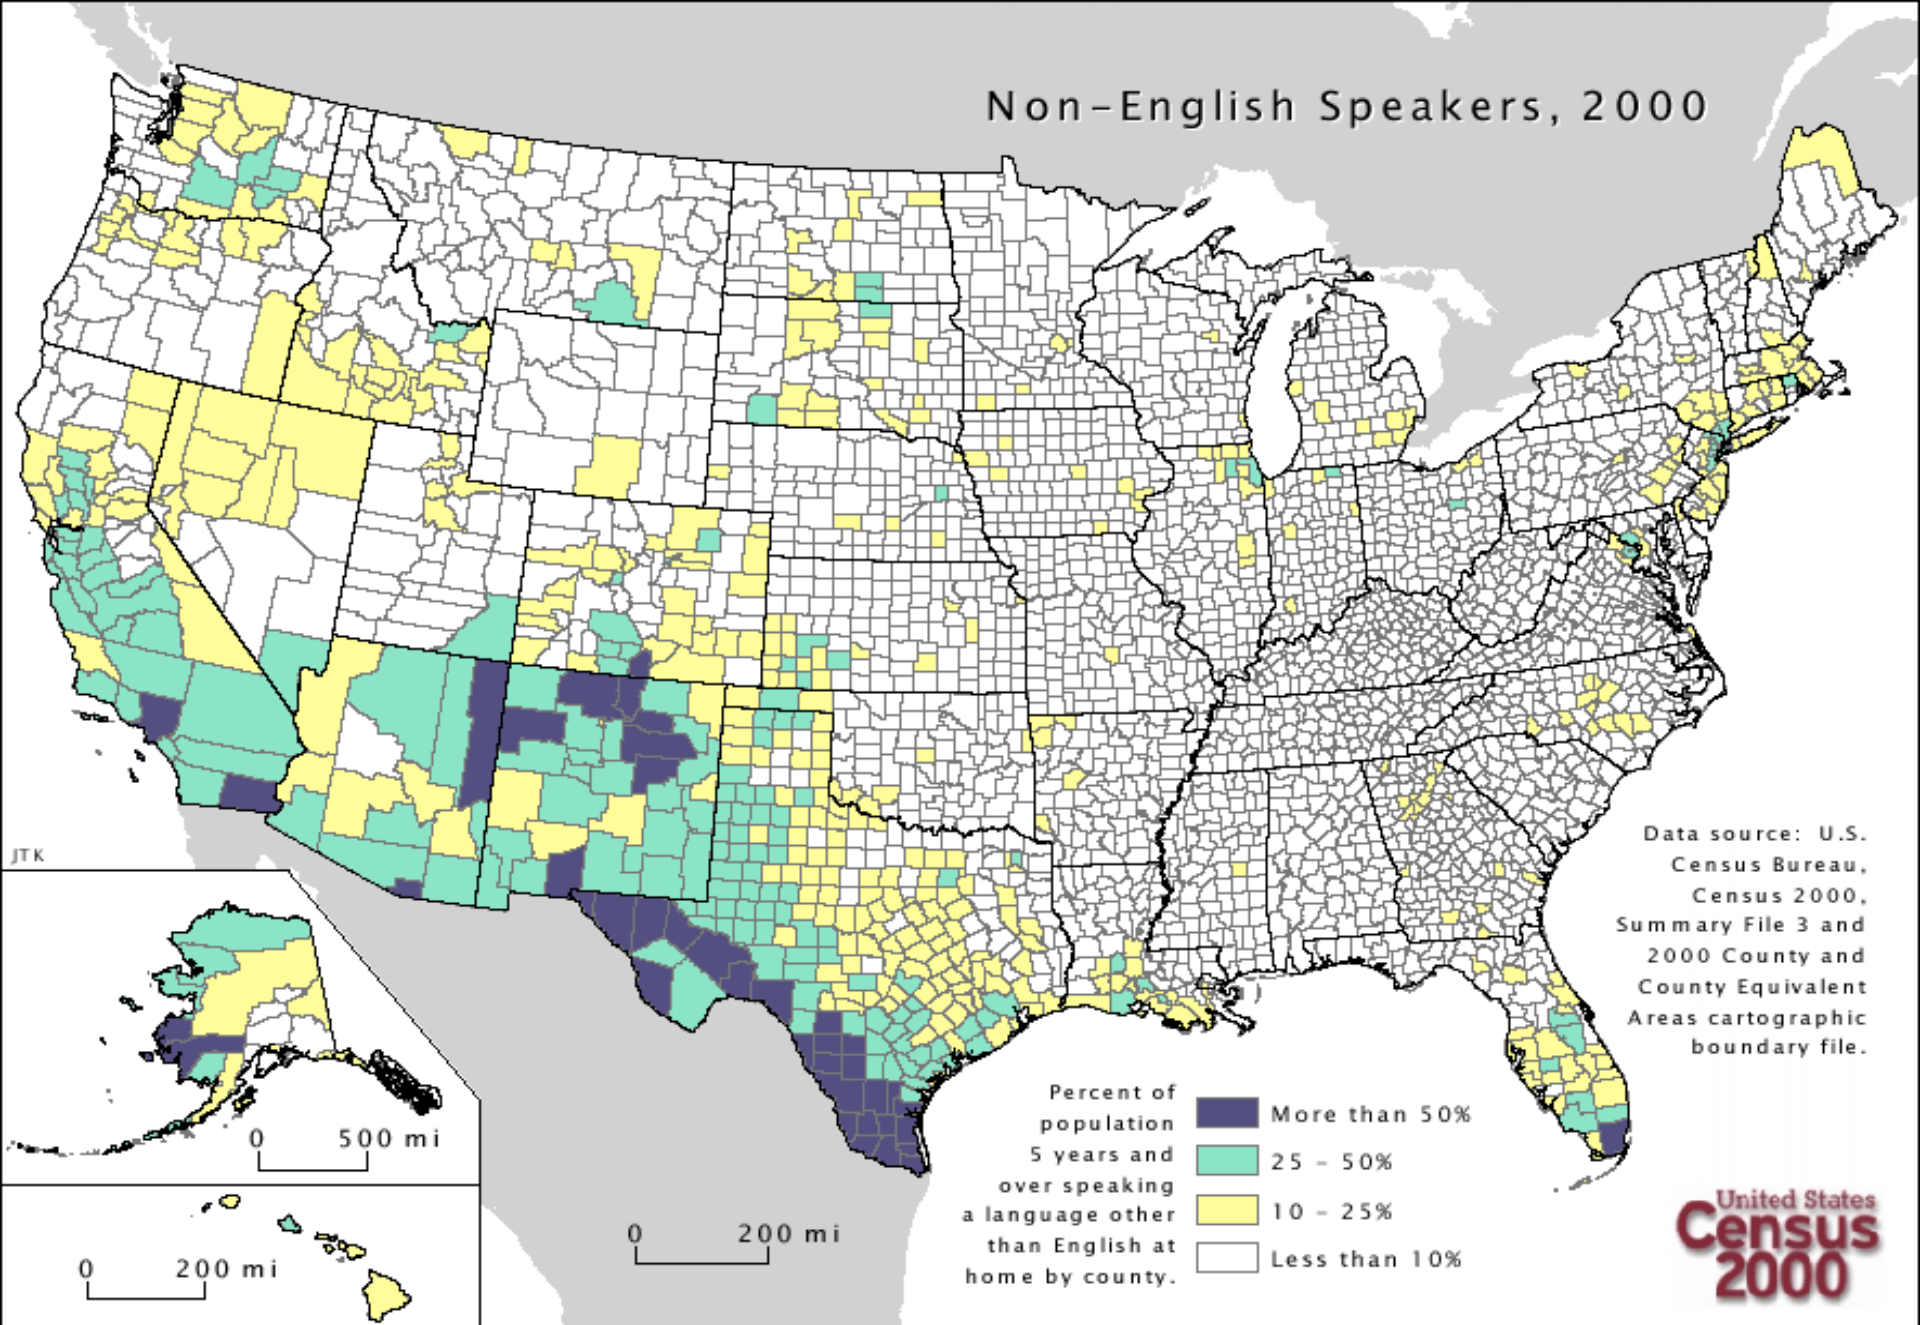 Non-English Speakers, 2000
Data source: U.S.
Census Bureau,
Census 2000,
Summary File 3 and
2000 County and
County Equivalent
Areas cartographic
boundary file.
JTK
0 500 mi
0 200 mi
0 200 mi
Percent of
population
5 years and
over speaking
a language other
than English at
home by county.
More than 50%
25 - 50%
10 - 25%
Less than 10%
United States
Census
2000